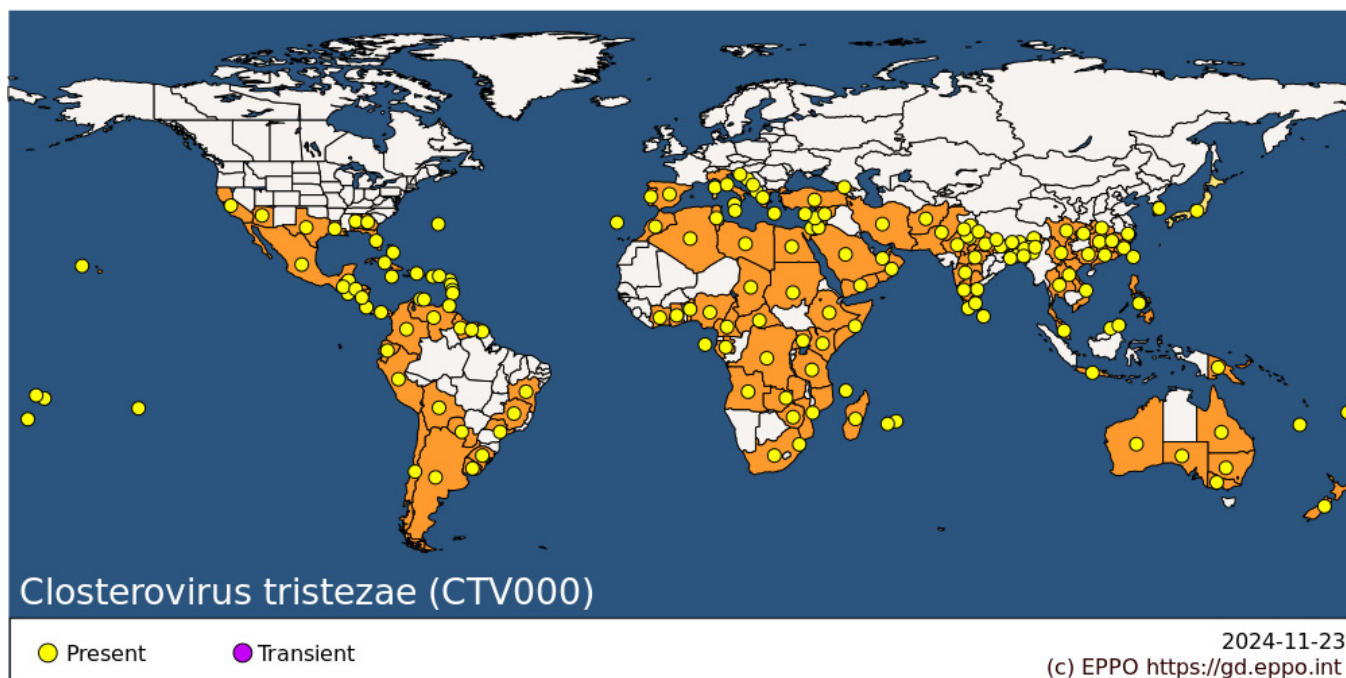 Closterovirus tristezae (CTV000)
Present
Transient
2024-11-23
(c) EPPO https://gd.eppo.int